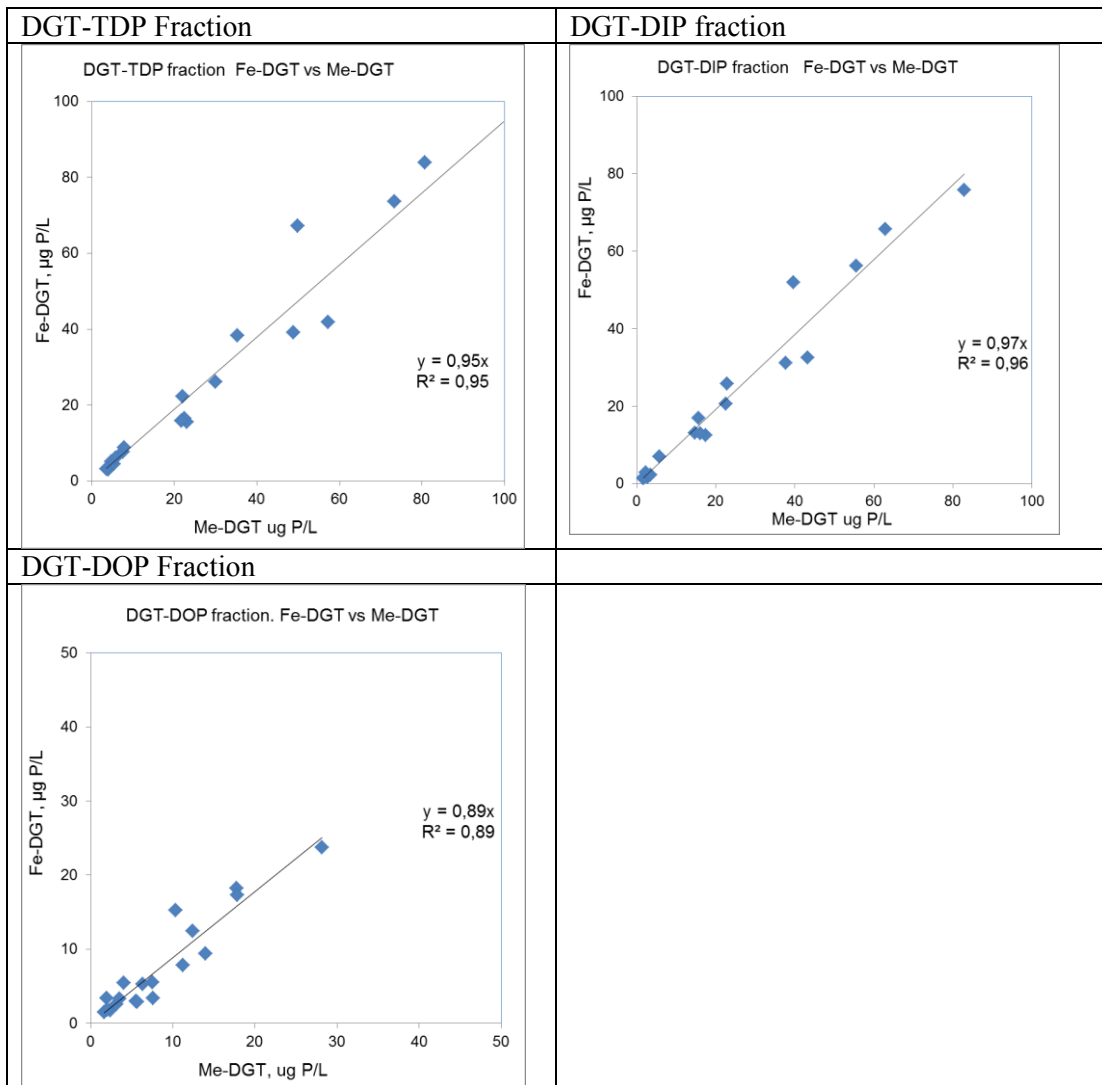 DGT-TDP Fraction
DGT-DIP fraction
DGT-TDP fraction Fe-DGT vs Me-DGT
100
80
60
40
20
0
Fe-DGT, µg P/L
y = 0,95x
R² = 0,95
0 20 40 60 80 100
Me-DGT ug P/L
DGT-DIP fraction Fe-DGT vs Me-DGT
100
80
60
40
20
0
Fe-DGT, µg P/L
y = 0,97x
R² = 0,96
0 20 40 60 80 100
Me-DGT ug P/L
DGT-DOP Fraction
DGT-DOP fraction. Fe-DGT vs Me-DGT
50
40
30
20
10
0
Fe-DGT, µg P/L
y = 0,89x
R² = 0,89
0 10 20 30 40 50
Me-DGT, ug P/L